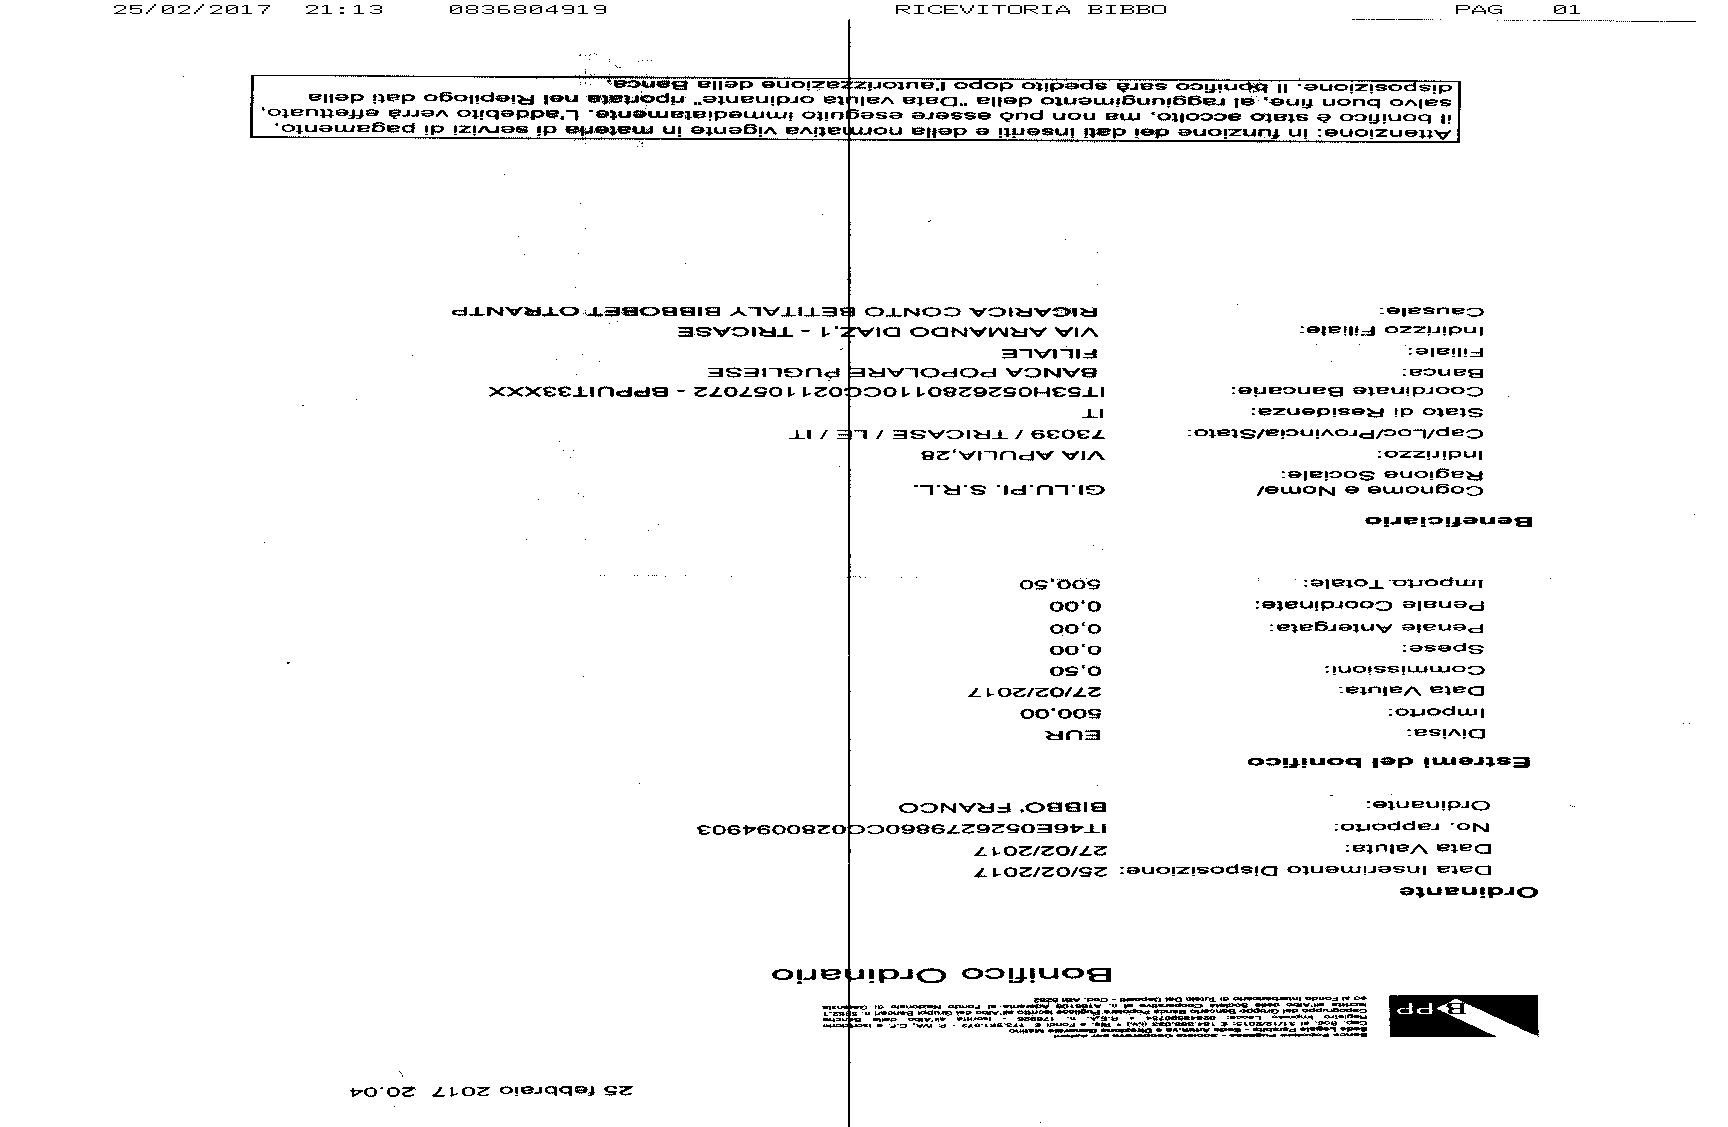 25/02/2017 21:13 0836804919 RICEVITORIA BIBBO PAG 01
25 febbraio 2017 20.04
BPP
Bonifico Ordinario
Ordinante
Data Inserimento Disposizione: 25/02/2017
Data Valuta: 27/02/2017
No. rapporto: IT46E0526279860CC0280094903
Ordinante: BIBBO' FRANCO
Estremi del bonifico
Divisa: EUR
Importo: 500,00
Data Valuta: 27/02/2017
Commissioni: 0,50
Spese: 0,00
Penale Antergata: 0,00
Penale Coordinate: 0,00
Importo Totale: 500,50
Beneficiario
Cognome e Nome/ GI.LU.PI. S.R.L.
Ragione Sociale:
Indirizzo: VIA APULIA,28
Cap/Loc/Provincia/Stato: 73039 / TRICASE / LE / IT
Stato di Residenza: IT
Coordinate Bancarie: IT53H0526280110CC0211057072 - BPPUIT33XXX
Banca: BANCA POPOLARE PUGLIESE
Filiale: FILIALE
Indirizzo Filiale: VIA ARMANDO DIAZ,1 - TRICASE
Causale: RICARICA CONTO BETITALY BIBBOBET OTRANTP
Attenzione: in funzione dei dati inseriti e della normativa vigente in materia di servizi di pagamento,
il bonifico è stato accolto, ma non può essere eseguito immediatamente. L'addebito verrà effettuato,
salvo buon fine, al raggiungimento della "Data valuta ordinante" riportata nel Riepilogo dati della
disposizione. Il bonifico sarà spedito dopo l'autorizzazione della Banca.